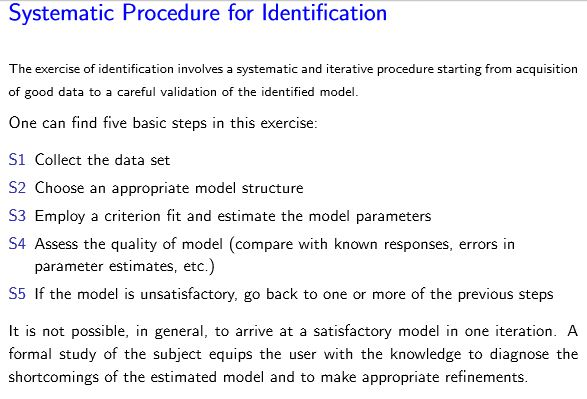 Systematic Procedure for Identification
The exercise of identification involves a systematic and iterative procedure starting from acquisition
of good data to a careful validation of the identified model.
One can find five basic steps in this exercise:
S1 Collect the data set
S2 Choose an appropriate model structure
S3 Employ a criterion fit and estimate the model parameters
S4 Assess the quality of model (compare with known responses, errors in
parameter estimates, etc.)
S5 If the model is unsatisfactory, go back to one or more of the previous steps
It is not possible, in general, to arrive at a satisfactory model in one iteration. A
formal study of the subject equips the user with the knowledge to diagnose the
shortcomings of the estimated model and to make appropriate refinements.